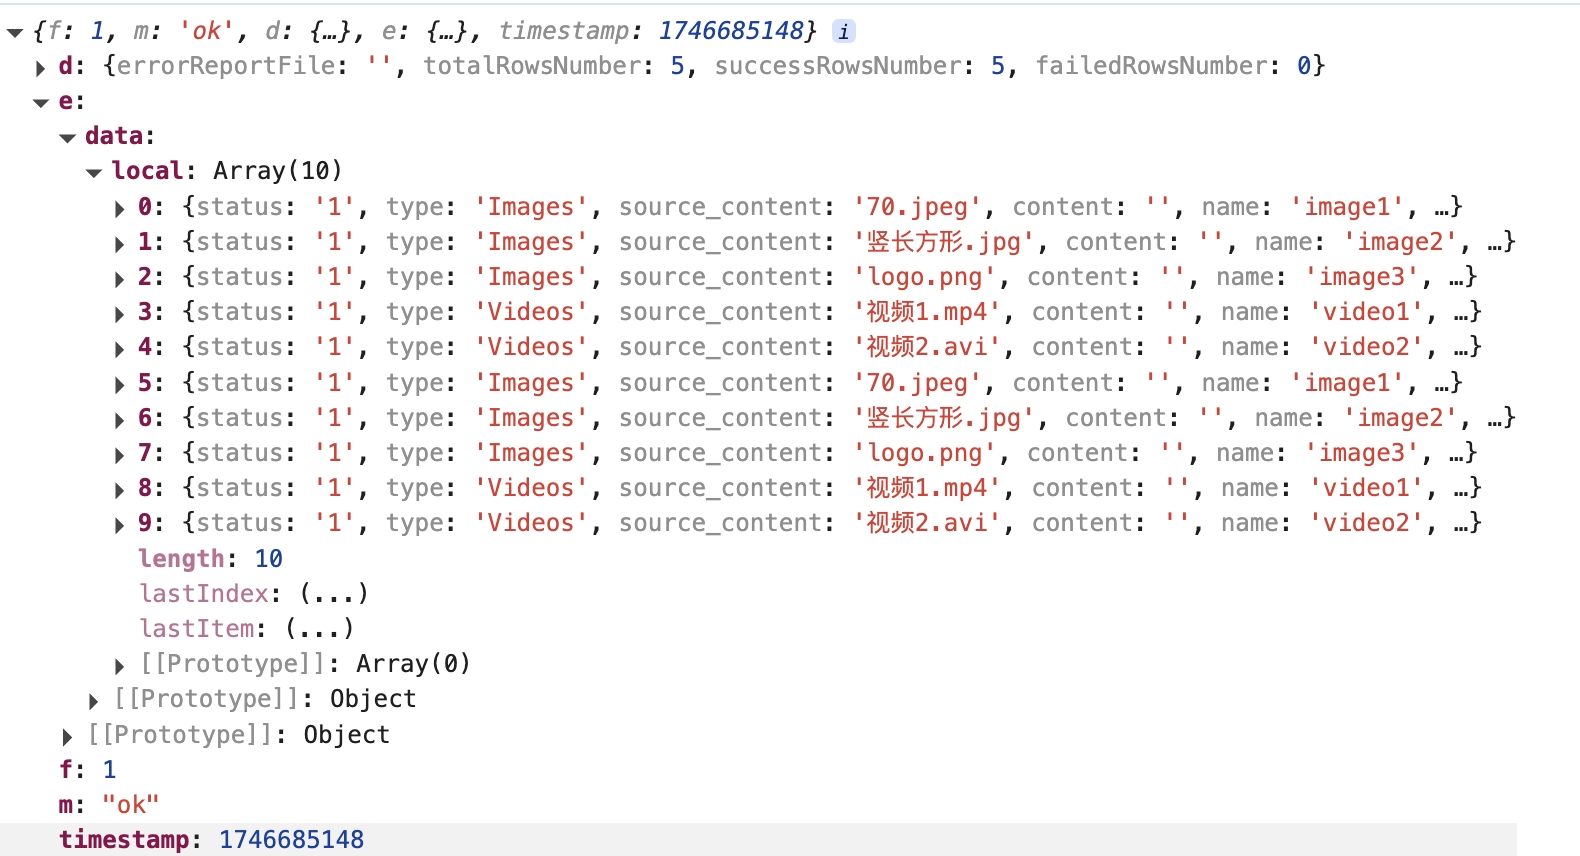 {f: 1, m: 'ok', d: {…}, e: {…}, timestamp: 1746685148} i
d: {errorReportFile: '', totalRowsNumber: 5, successRowsNumber: 5, failedRowsNumber: 0}
e:
data:
local: Array(10)
0: {status: '1', type: 'Images', source_content: '70.jpeg', content: '', name: 'image1', …}
1: {status: '1', type: 'Images', source_content: '竖长方形.jpg', content: '', name: 'image2', …}
2: {status: '1', type: 'Images', source_content: 'logo.png', content: '', name: 'image3', …}
3: {status: '1', type: 'Videos', source_content: '视频1.mp4', content: '', name: 'video1', …}
4: {status: '1', type: 'Videos', source_content: '视频2.avi', content: '', name: 'video2', …}
5: {status: '1', type: 'Images', source_content: '70.jpeg', content: '', name: 'image1', …}
6: {status: '1', type: 'Images', source_content: '竖长方形.jpg', content: '', name: 'image2', …}
7: {status: '1', type: 'Images', source_content: 'logo.png', content: '', name: 'image3', …}
8: {status: '1', type: 'Videos', source_content: '视频1.mp4', content: '', name: 'video1', …}
9: {status: '1', type: 'Videos', source_content: '视频2.avi', content: '', name: 'video2', …}
length: 10
lastIndex: (...)
lastItem: (...)
[[Prototype]]: Array(0)
[[Prototype]]: Object
[[Prototype]]: Object
f: 1
m: "ok"
timestamp: 1746685148